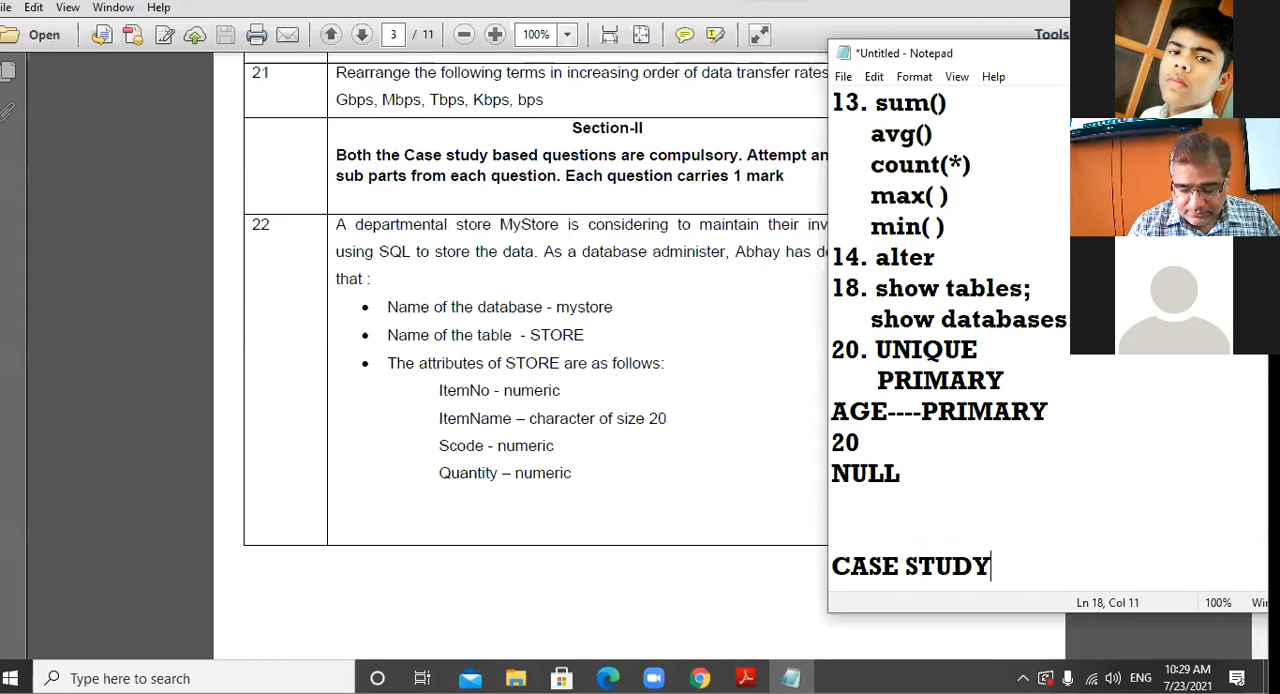 ile Edit View Window Help
Open
3 / 11
100%
Tools
21
Rearrange the following terms in increasing order of data transfer rates
Gbps, Mbps, Tbps, Kbps, bps
Section-II
Both the Case study based questions are compulsory. Attempt an
sub parts from each question. Each question carries 1 mark
22
A departmental store MyStore is considering to maintain their inv
using SQL to store the data. As a database administer, Abhay has de
that :
• Name of the database - mystore
• Name of the table - STORE
• The attributes of STORE are as follows:
ItemNo - numeric
ItemName – character of size 20
Scode - numeric
Quantity – numeric
*Untitled - Notepad
File Edit Format View Help
13. sum()
avg()
count(*)
max( )
min( )
14. alter
18. show tables;
show databases;
20. UNIQUE
PRIMARY
AGE----PRIMARY
20
NULL
CASE STUDY
Ln 18, Col 11
100%
Wi
Type here to search
ENG
10:29 AM
7/23/2021